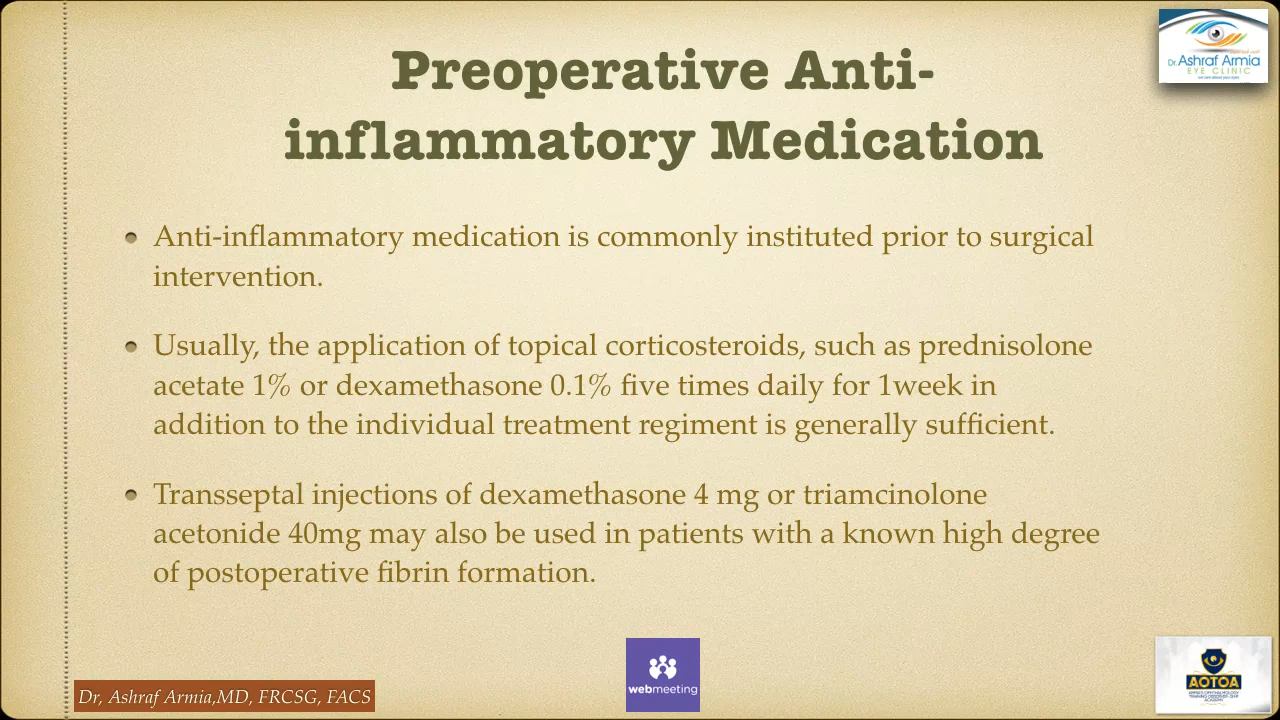 Preoperative Anti-
inflammatory Medication
Dr. Ashraf Armia
EYE CLINIC
Anti-inflammatory medication is commonly instituted prior to surgical
intervention.
Usually, the application of topical corticosteroids, such as prednisolone
acetate 1% or dexamethasone 0.1% five times daily for 1week in
addition to the individual treatment regiment is generally sufficient.
Transseptal injections of dexamethasone 4 mg or triamcinolone
acetonide 40mg may also be used in patients with a known high degree
of postoperative fibrin formation.
Dr, Ashraf Armia,MD, FRCSG, FACS
webmeeting
AOTOA